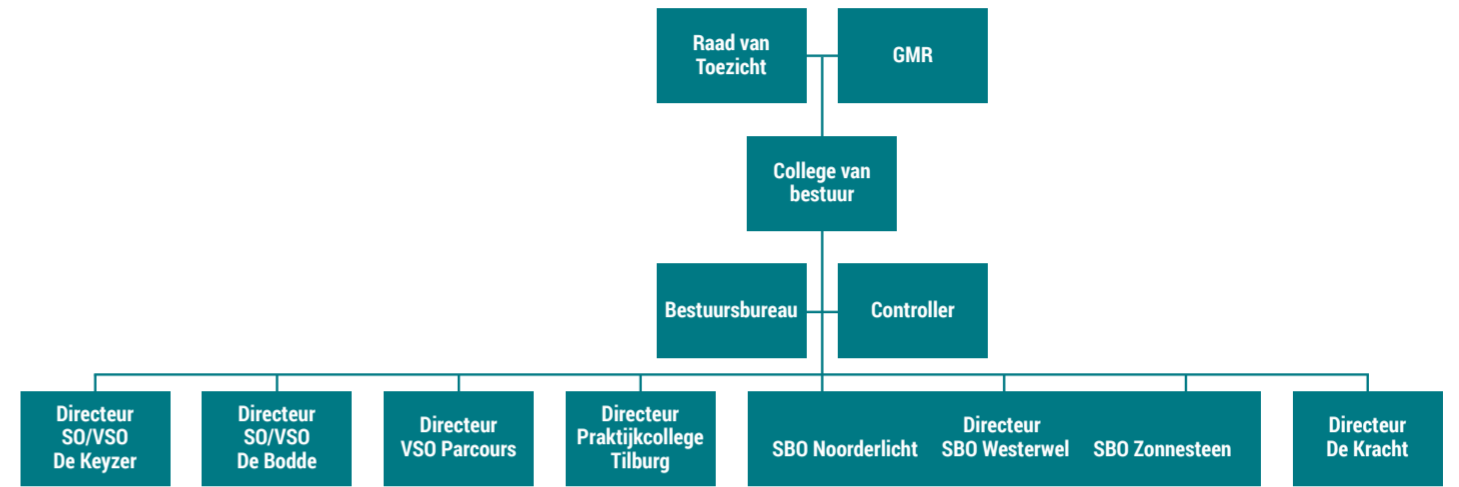 Raad van
Toezicht
GMR
College van
bestuur
Bestuursbureau
Controller
Directeur
SO/VSO
De Keyzer
Directeur
SO/VSO
De Bodde
Directeur
VSO Parcours
Directeur
Praktijkcollege
Tilburg
Directeur
SBO Noorderlicht SBO Westerwel SBO Zonnesteen
Directeur
De Kracht